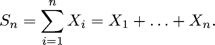 $S_n = \sum_{i=1}^{n} X_i = X_1 + \ldots + X_n.$